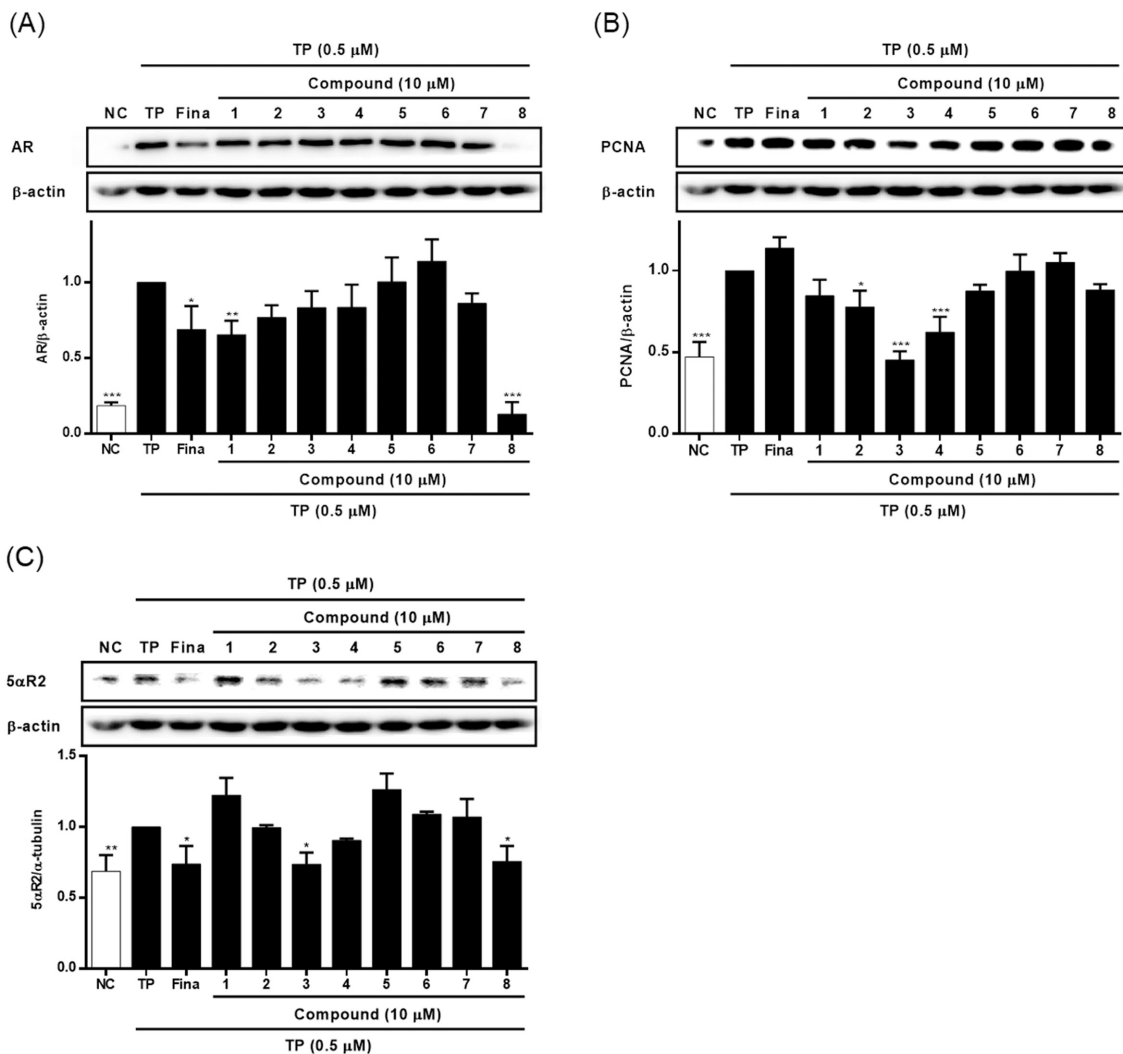 (A)
TP (0.5 μM)
Compound (10 μM)
NC TP Fina 1 2 3 4 5 6 7 8
AR
β-actin
AR/β-actin
1.0
0.5
0.0
* ** *** ***
NC TP Fina 1 2 3 4 5 6 7 8
Compound (10 μM)
TP (0.5 μM)
(B)
TP (0.5 μM)
Compound (10 μM)
NC TP Fina 1 2 3 4 5 6 7 8
PCNA
β-actin
PCNA/β-actin
1.0
0.5
0.0
* *** *** ***
NC TP Fina 1 2 3 4 5 6 7 8
Compound (10 μM)
TP (0.5 μM)
(C)
TP (0.5 μM)
Compound (10 μM)
NC TP Fina 1 2 3 4 5 6 7 8
5αR2
β-actin
5αR2/α-tubulin
1.5
1.0
0.5
0.0
** * * *
NC TP Fina 1 2 3 4 5 6 7 8
Compound (10 μM)
TP (0.5 μM)